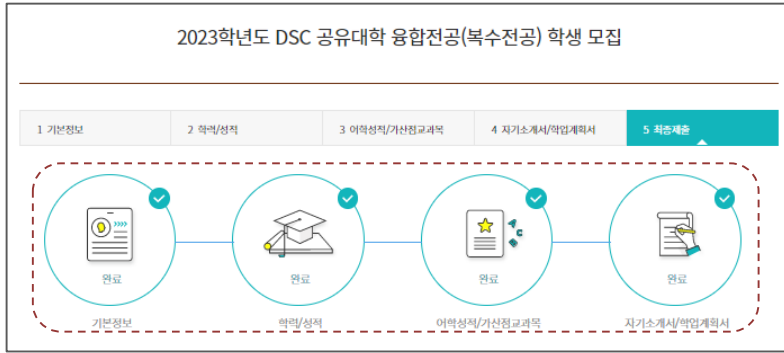 2023학년도 DSC 공유대학 융합전공(복수전공) 학생 모집
1 기본정보 2 학력/성적 3 어학성적/가산점교과목 4 자기소개서/학업계획서 5 최종제출
A C B
완료 완료 완료 완료
기본정보 학력/성적 어학성적/가산점교과목 자기소개서/학업계획서